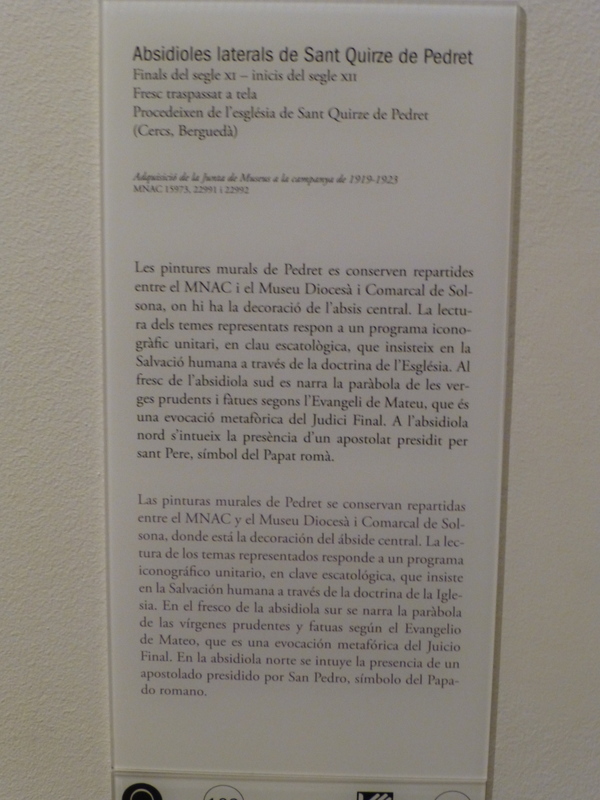 Absidioles laterals de Sant Quirze de Pedret
Finals del segle XI – inicis del segle XII
Fresc traspassat a tela
Procedeixen de l'església de Sant Quirze de Pedret
(Cercs, Berguedà)
Adquisició de la Junta de Museus a la campanya de 1919-1923
MNAC 15973, 22991 i 22992
Les pintures murals de Pedret es conserven repartides
entre el MNAC i el Museu Diocesà i Comarcal de Sol-
sona, on hi ha la decoració de l'absis central. La lectu-
ra dels temes representats respon a un programa icono-
gràfic unitari, en clau escatològica, que insisteix en la
Salvació humana a través de la doctrina de l'Església. Al
fresc de l'absidiola sud es narra la paràbola de les ver-
ges prudents i fàtues segons l'Evangeli de Mateu, que és
una evocació metafòrica del Judici Final. A l'absidiola
nord s'intueix la presència d'un apostolat presidit per
sant Pere, símbol del Papat romà.
Las pinturas murales de Pedret se conservan repartidas
entre el MNAC y el Museu Diocesà i Comarcal de Sol-
sona, donde está la decoración del ábside central. La lec-
tura de los temas representados responde a un programa
iconográfico unitario, en clave escatológica, que insiste
en la Salvación humana a través de la doctrina de la Igle-
sia. En el fresco de la absidiola sur se narra la paràbola
de las vírgenes prudentes y fatuas según el Evangelio
de Mateo, que es una evocación metafórica del Juicio
Final. En la absidiola norte se intuye la presencia de un
apostolado presidido por San Pedro, símbolo del Papa-
do romano.